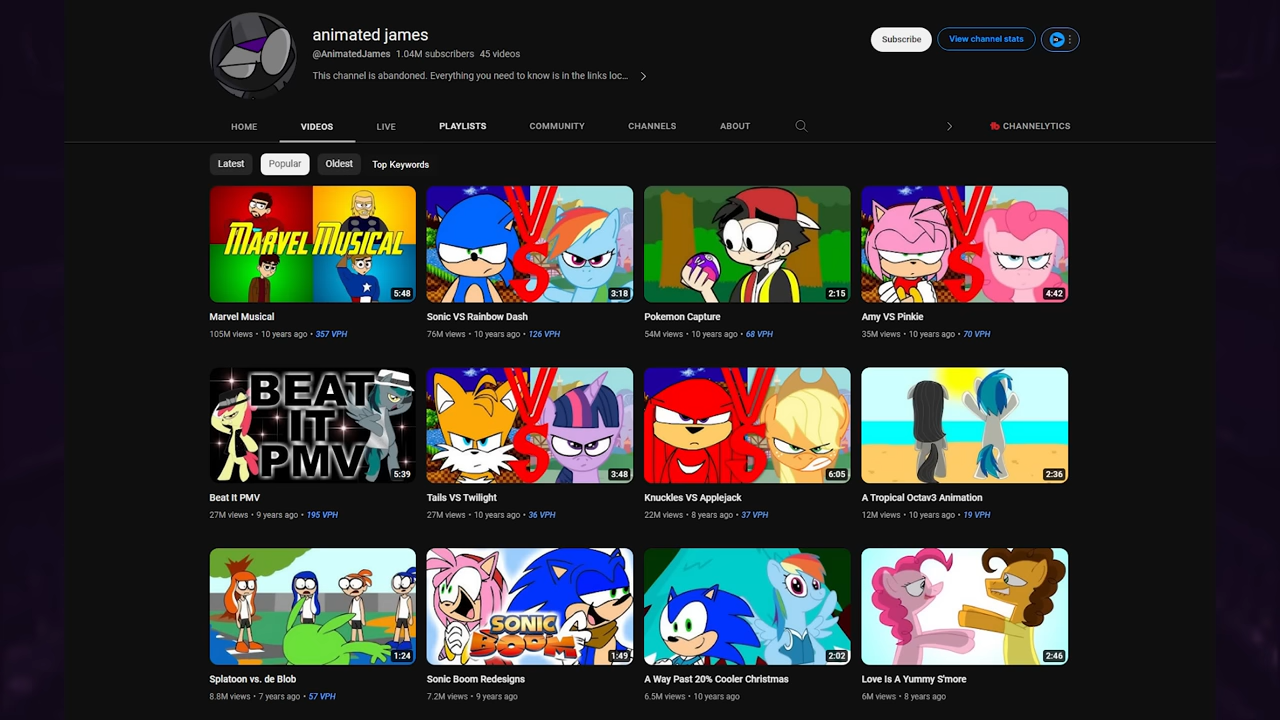 animated james
@AnimatedJames 1.04M subscribers 45 videos
This channel is abandoned. Everything you need to know is in the links loc...
Subscribe
View channel stats
HOME VIDEOS LIVE PLAYLISTS COMMUNITY CHANNELS ABOUT CHANNELYTICS
Latest Popular Oldest Top Keywords
MARVEL MUSICAL
5:48
VS
3:18
2:15
VS
4:42
Marvel Musical
105M views • 10 years ago • 357 VPH
Sonic VS Rainbow Dash
76M views • 10 years ago • 126 VPH
Pokemon Capture
54M views • 10 years ago • 68 VPH
Amy VS Pinkie
35M views • 10 years ago • 70 VPH
BEAT
IT
PMV
5:39
VS
3:48
VS
6:05
2:36
Beat It PMV
27M views • 9 years ago • 195 VPH
Tails VS Twilight
27M views • 10 years ago • 36 VPH
Knuckles VS Applejack
22M views • 8 years ago • 37 VPH
A Tropical Octav3 Animation
12M views • 10 years ago • 19 VPH
1:24
SONIC
BOOM
1:49
2:02
2:46
Splatoon vs. de Blob
8.8M views • 7 years ago • 57 VPH
Sonic Boom Redesigns
7.2M views • 9 years ago
A Way Past 20% Cooler Christmas
6.5M views • 10 years ago
Love Is A Yummy S'more
6M views • 8 years ago